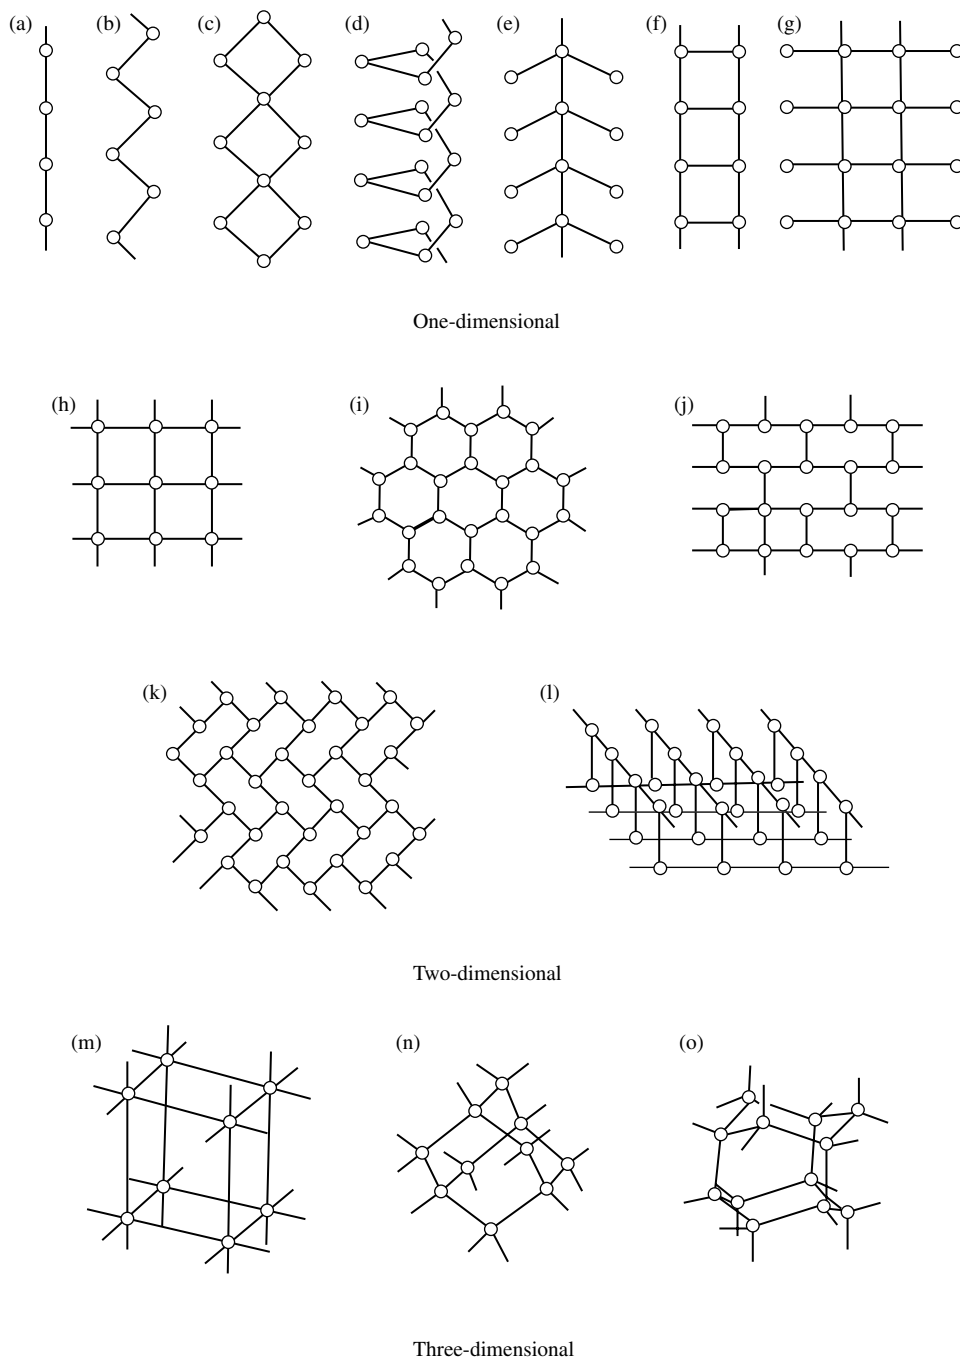 (a) (b) (c) (d) (e) (f) (g)
One-dimensional
(h) (i) (j)
(k) (l)
Two-dimensional
(m) (n) (o)
Three-dimensional